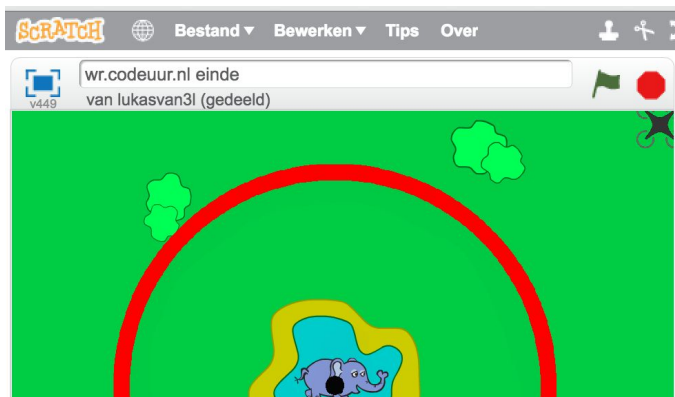 SCRATCH Bestand Bewerken Tips Over
wr.codeuur.nl einde
v449 van lukasvan3l (gedeeld)